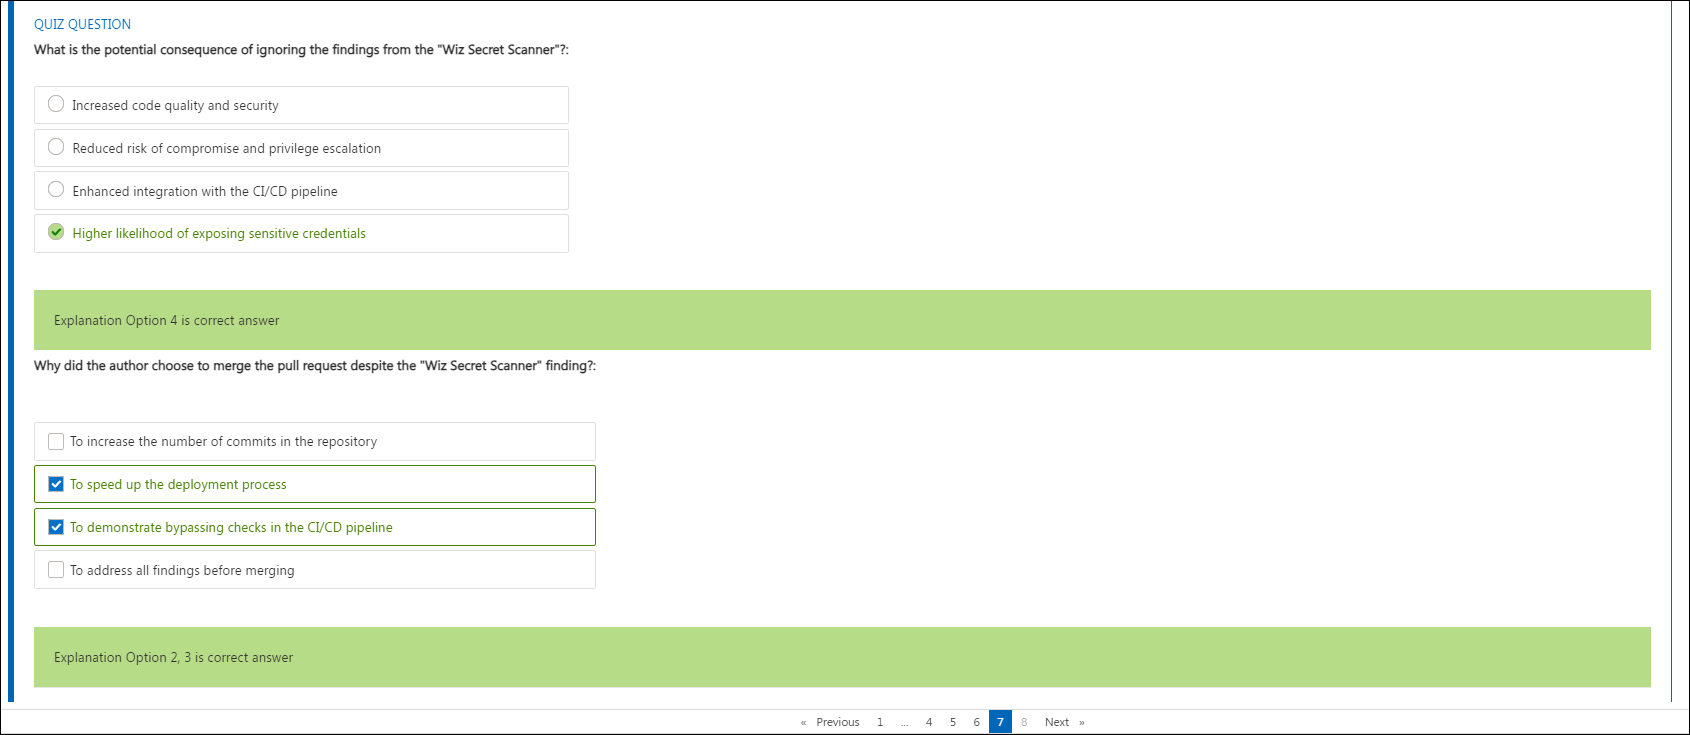 QUIZ QUESTION
What is the potential consequence of ignoring the findings from the "Wiz Secret Scanner"?:
Increased code quality and security
Reduced risk of compromise and privilege escalation
Enhanced integration with the CI/CD pipeline
Higher likelihood of exposing sensitive credentials
Explanation Option 4 is correct answer
Why did the author choose to merge the pull request despite the "Wiz Secret Scanner" finding?:
To increase the number of commits in the repository
To speed up the deployment process
To demonstrate bypassing checks in the CI/CD pipeline
To address all findings before merging
Explanation Option 2, 3 is correct answer
« Previous 1 ... 4 5 6 7 8 Next »